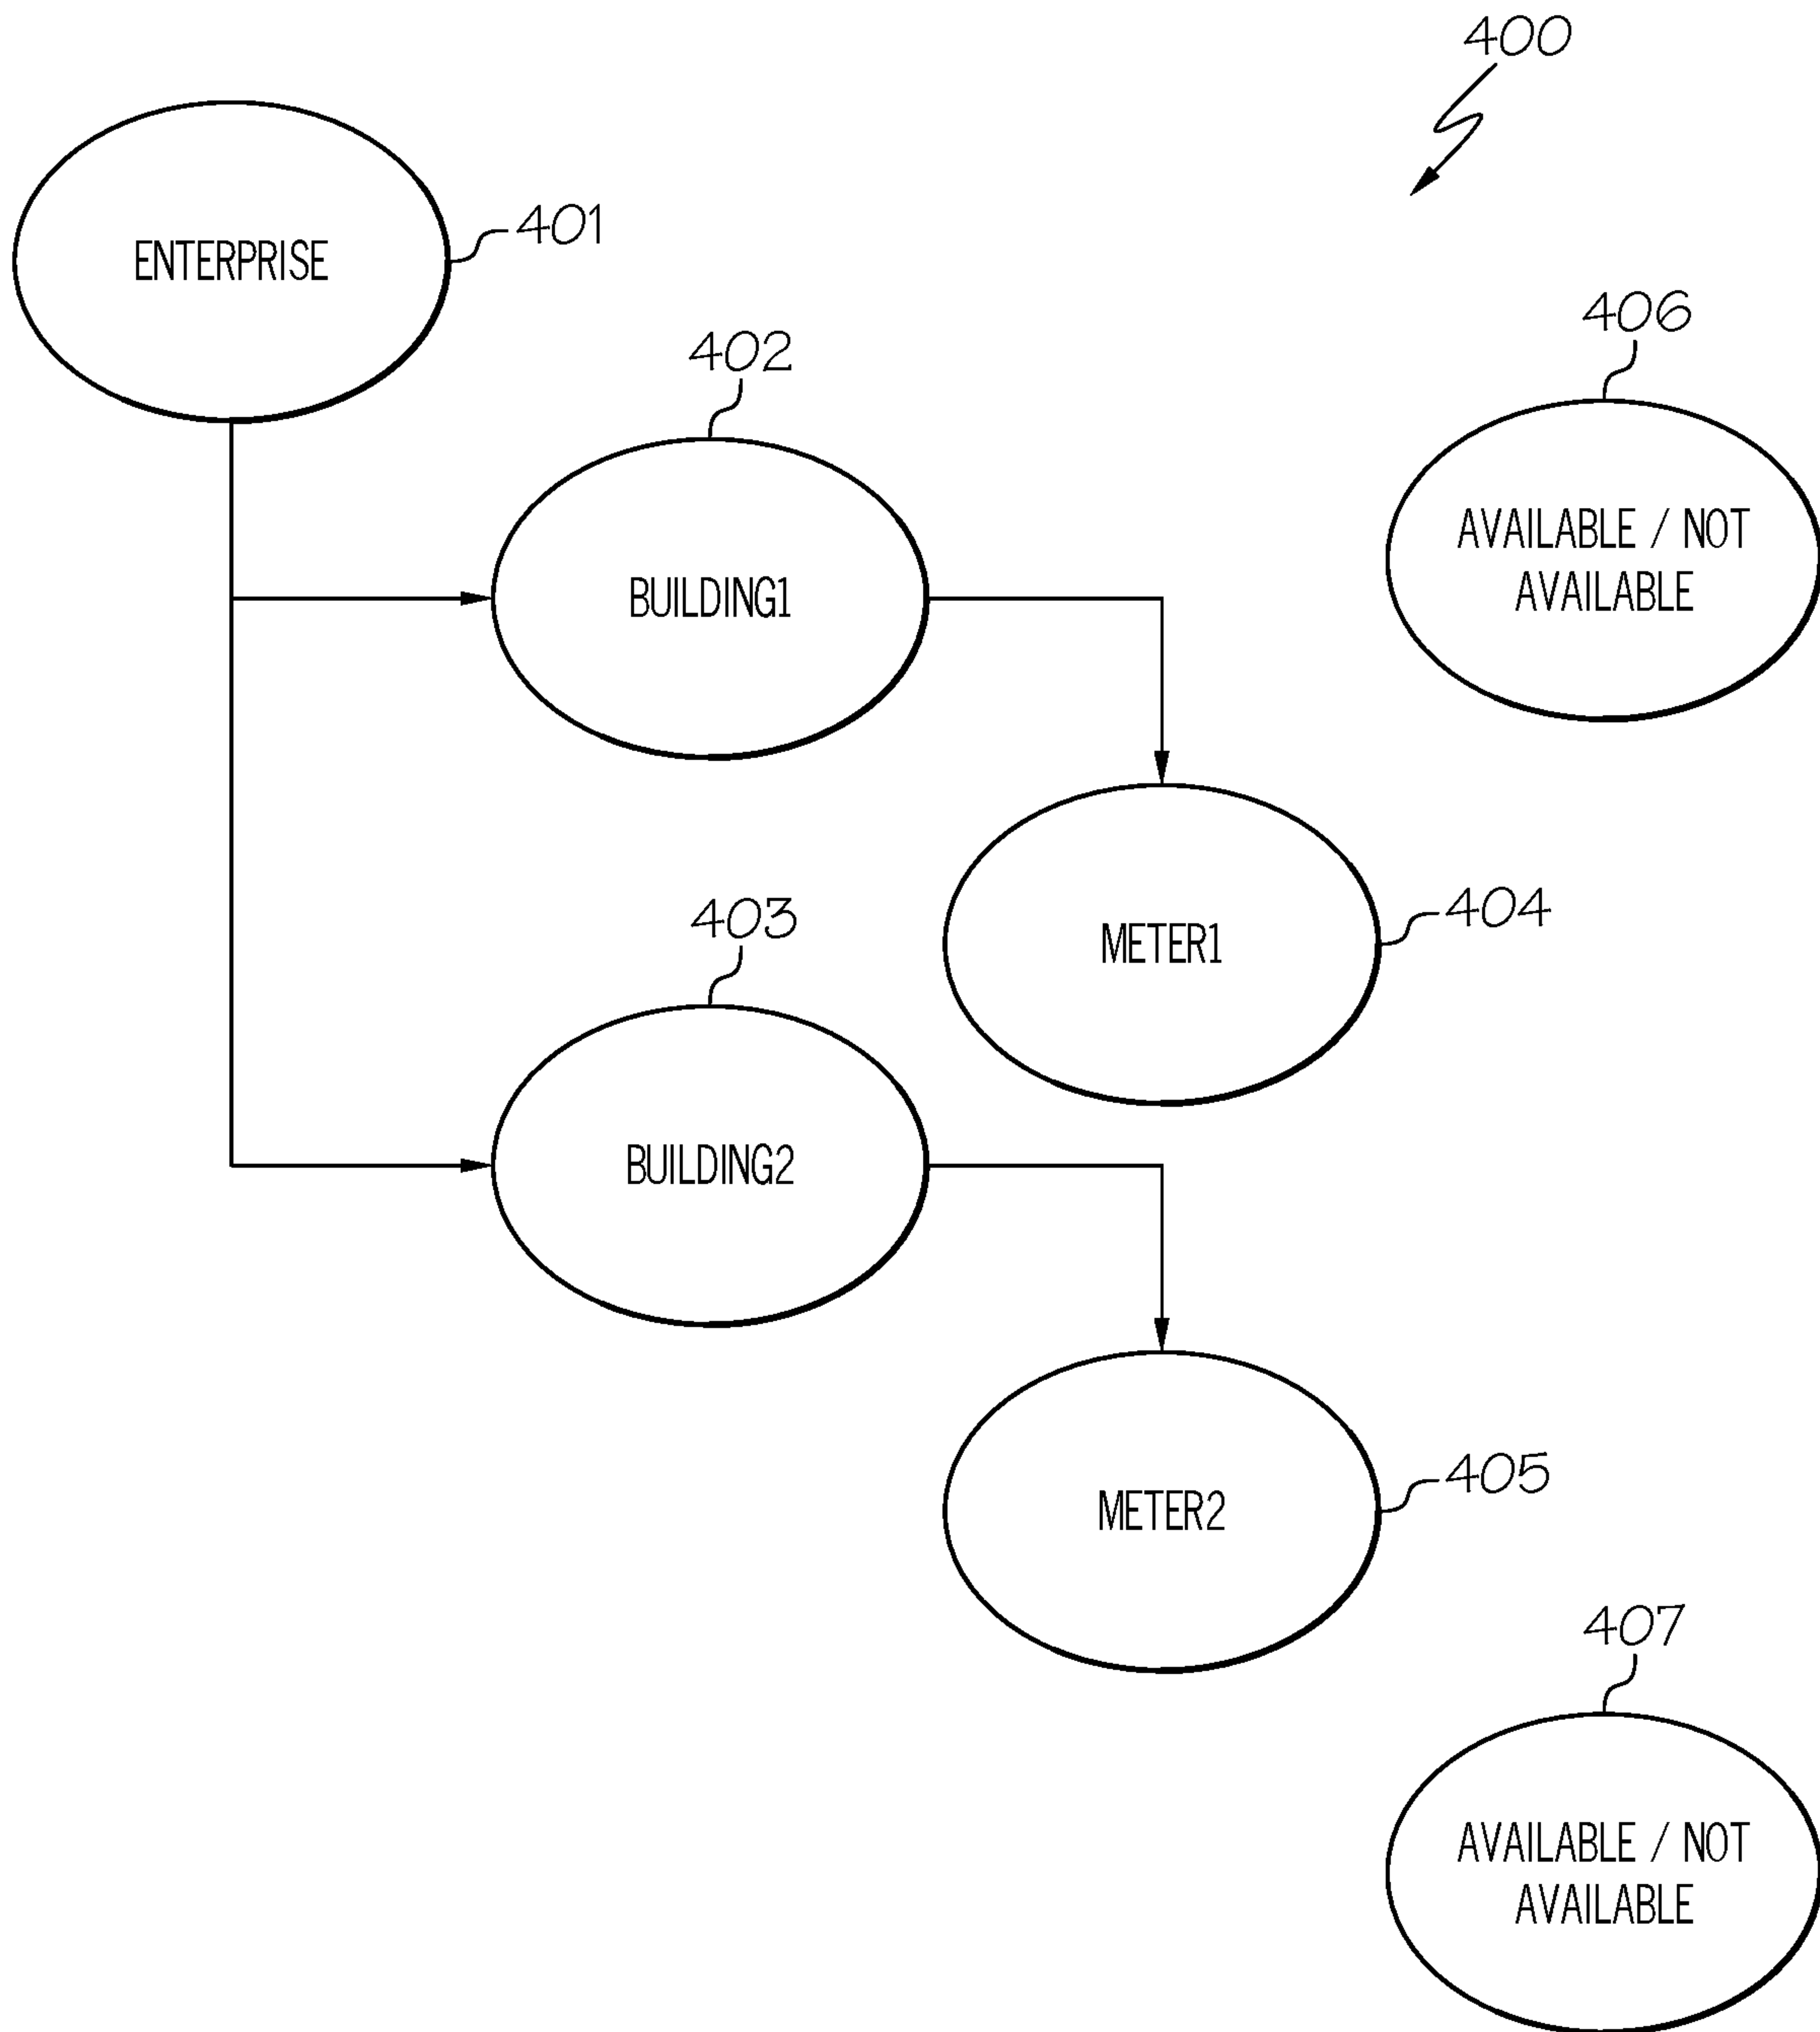 400
ENTERPRISE
401
402
406
BUILDING1
AVAILABLE / NOT
AVAILABLE
403
METER1
404
BUILDING2
METER2
405
407
AVAILABLE / NOT
AVAILABLE